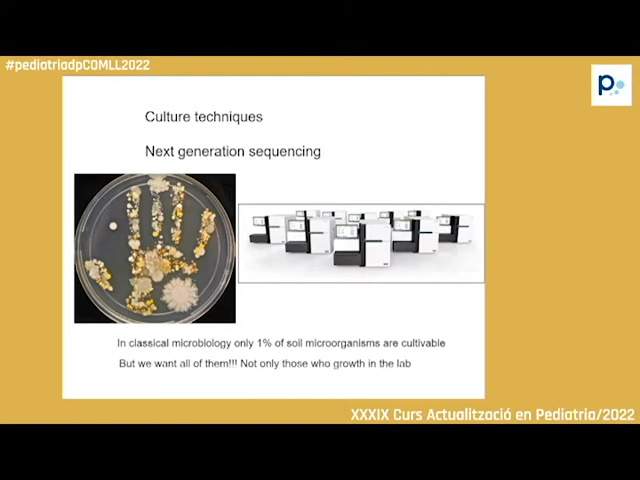 #pediatriadpCOMLL2022
p
Culture techniques
Next generation sequencing
In classical microbiology only 1% of soil microorganisms are cultivable
But we want all of them!!! Not only those who growth in the lab
XXXIX Curs Actualització en Pediatria/2022